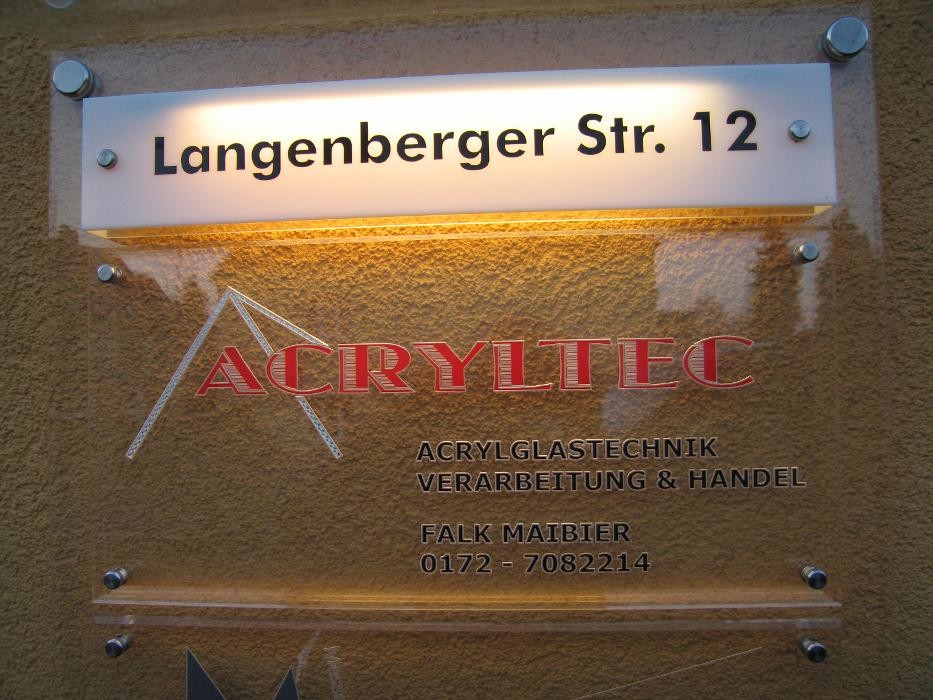 Langenberger Str. 12
ACRYLTEC
ACRYLGLASTECHNIK
VERARBEITUNG & HANDEL
FALK MAIBIER
0172 - 7082214